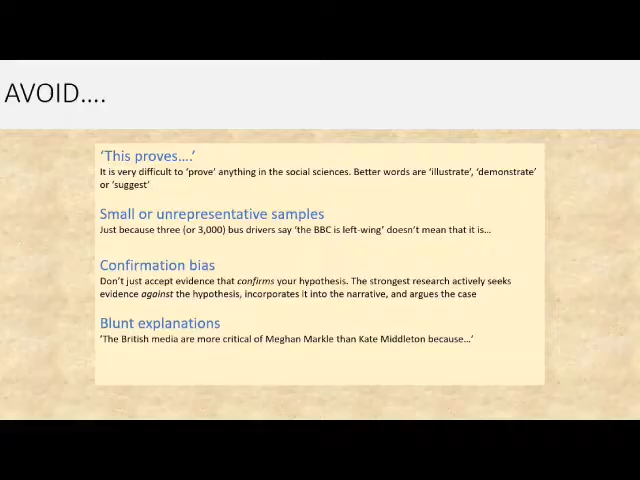 AVOID....
‘This proves….’
It is very difficult to ‘prove’ anything in the social sciences. Better words are ‘illustrate’, ‘demonstrate’
or ‘suggest’
Small or unrepresentative samples
Just because three (or 3,000) bus drivers say ‘the BBC is left-wing’ doesn’t mean that it is…
Confirmation bias
Don’t just accept evidence that confirms your hypothesis. The strongest research actively seeks
evidence against the hypothesis, incorporates it into the narrative, and argues the case
Blunt explanations
‘The British media are more critical of Meghan Markle than Kate Middleton because…’